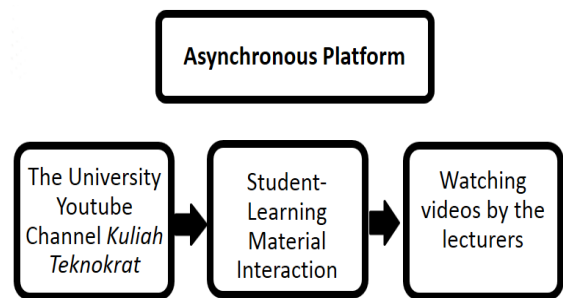 Asynchronous Platform
The University
Youtube
Channel Kuliah
Teknokrat
Student-
Learning
Material
Interaction
Watching
videos by the
lecturers